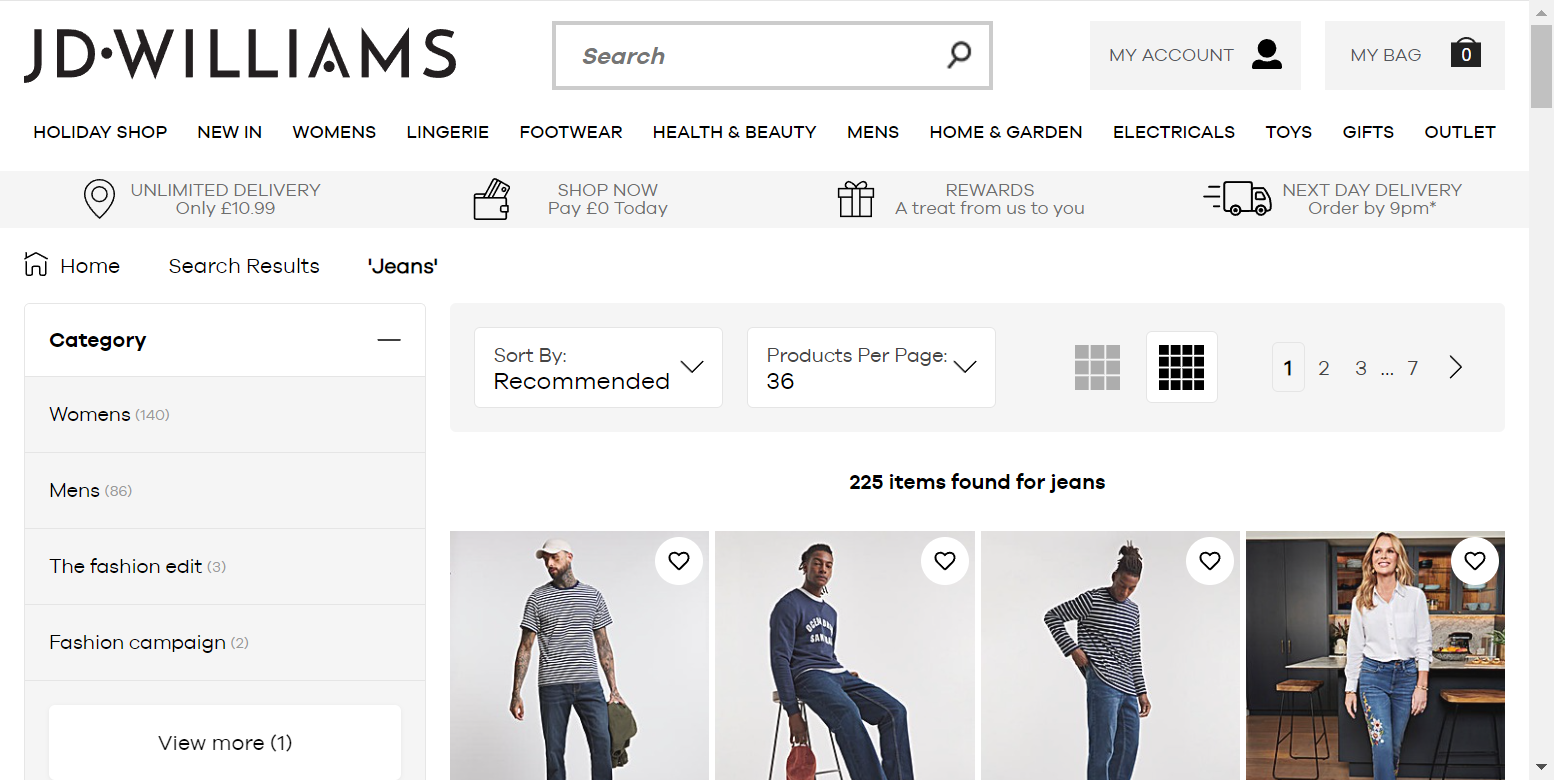 JD·WILLIAMS
Search
MY ACCOUNT
MY BAG
0
HOLIDAY SHOP NEW IN WOMENS LINGERIE FOOTWEAR HEALTH & BEAUTY MENS HOME & GARDEN ELECTRICALS TOYS GIFTS OUTLET
UNLIMITED DELIVERY
Only £10.99
SHOP NOW
Pay £0 Today
REWARDS
A treat from us to you
NEXT DAY DELIVERY
Order by 9pm*
Home Search Results 'Jeans'
Category
Womens (140)
Mens (86)
The fashion edit (3)
Fashion campaign (2)
View more (1)
Sort By:
Recommended
Products Per Page:
36
1 2 3 ... 7
225 items found for jeans